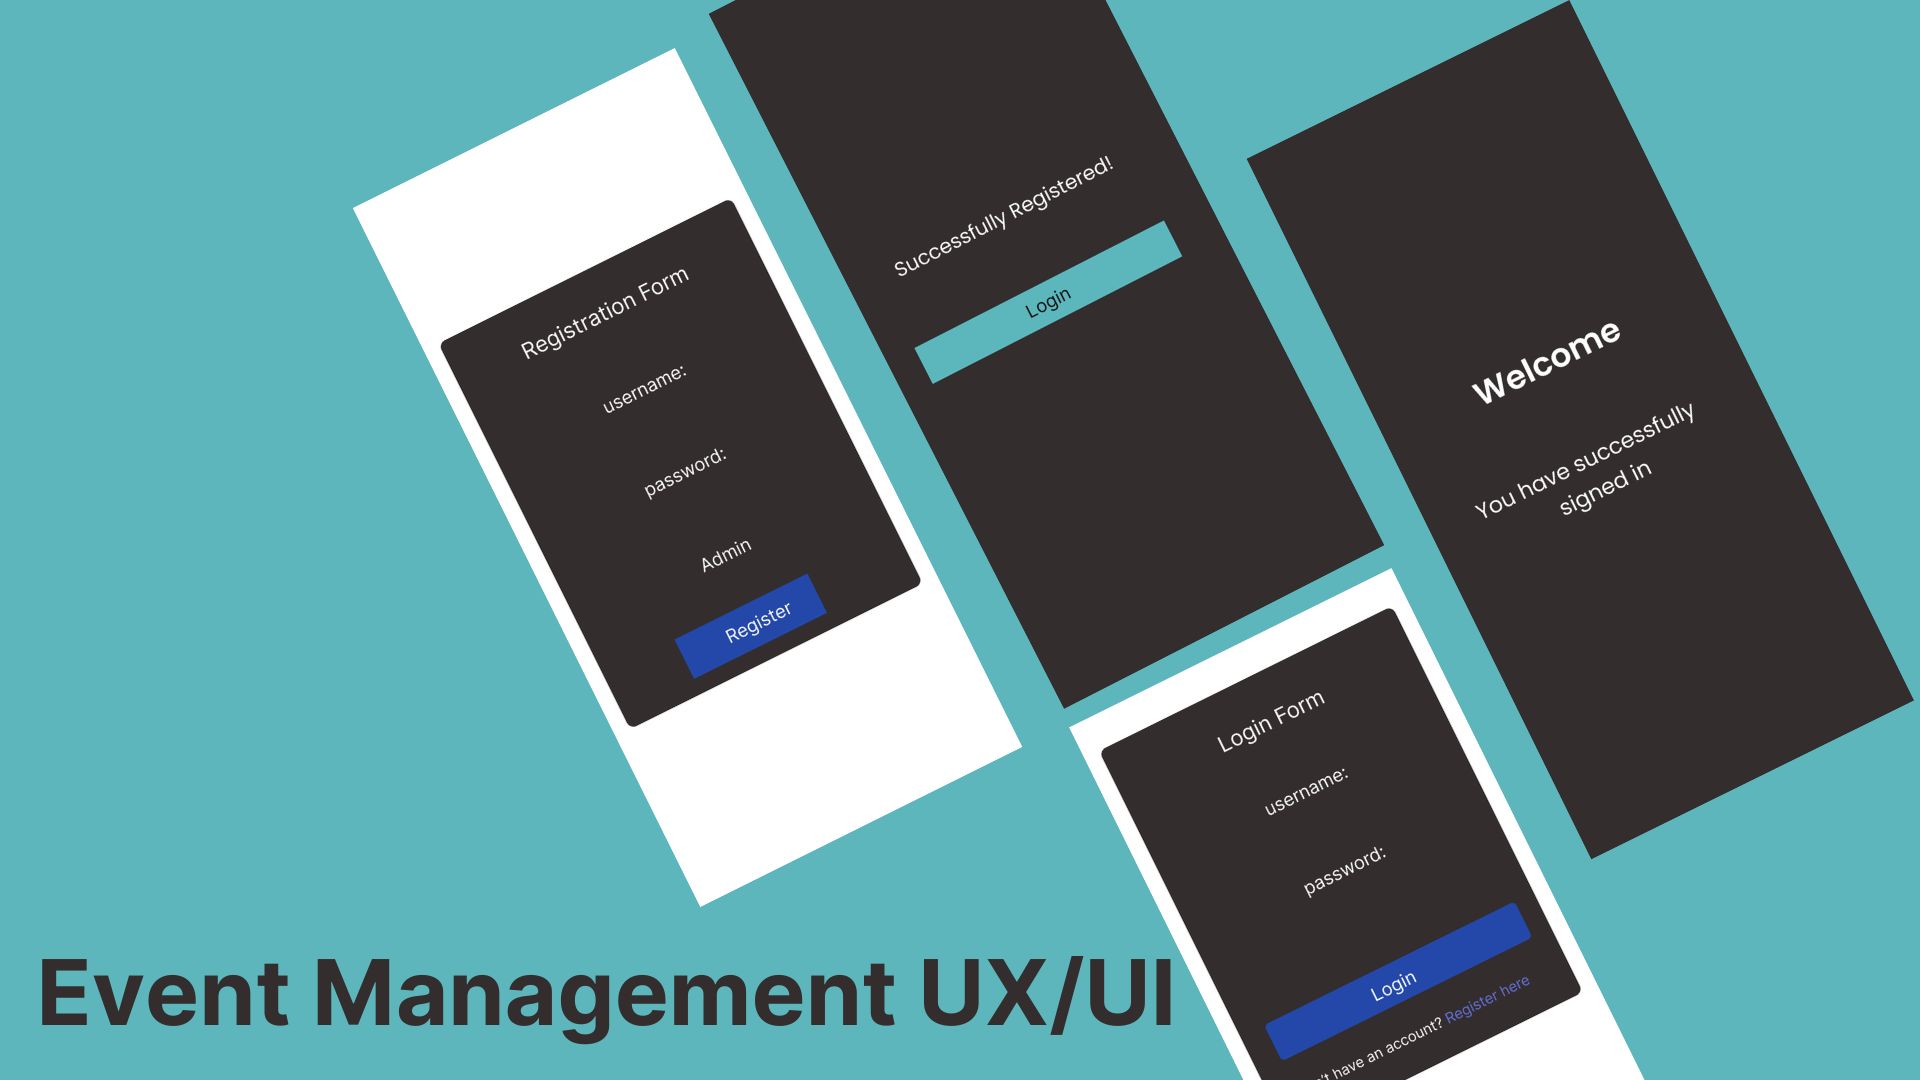 Registration Form
username:
password:
Admin
Register
Successfully Registered!
Login
Welcome
You have successfully
signed in
Login Form
username:
password:
Login
have an account? Register here
Event Management UX/UI